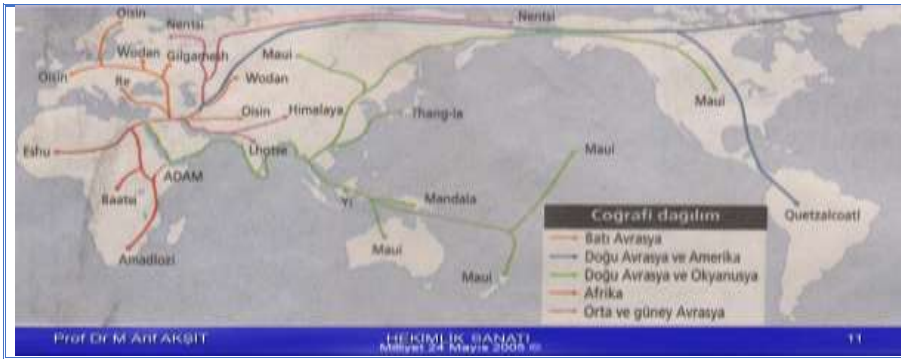 Oisin
Nentsi
Nentsi
Wodan
Gilgamesh
Maui
Oisin
Re
Wodan
Maui
Oisin
Himalaya
Thang-la
Eshu
Lhotse
Maui
ADAM
Baatsi
Yi
Mandala
Quetzalcoatl
Maui
Amadlozi
Maui
Coğrafi dağılım
Batı Avrasya
Doğu Avrasya ve Amerika
Doğu Avrasya ve Okyanusya
Afrika
Orta ve güney Avrasya
Prof Dr M Arif AKŞİT
HEKİMLİK SANATI
11
Milliyet 24 Mayıs 2005 ©